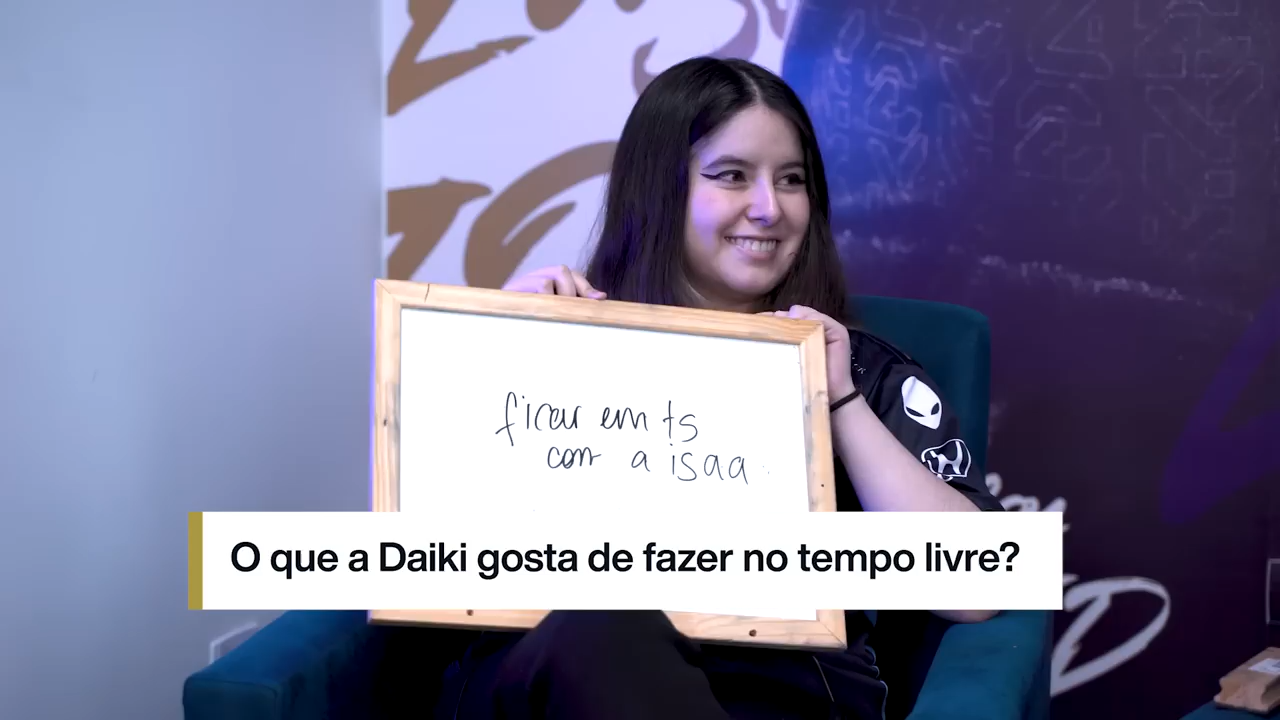 ficar em ts
com a isaa
O que a Daiki gosta de fazer no tempo livre?